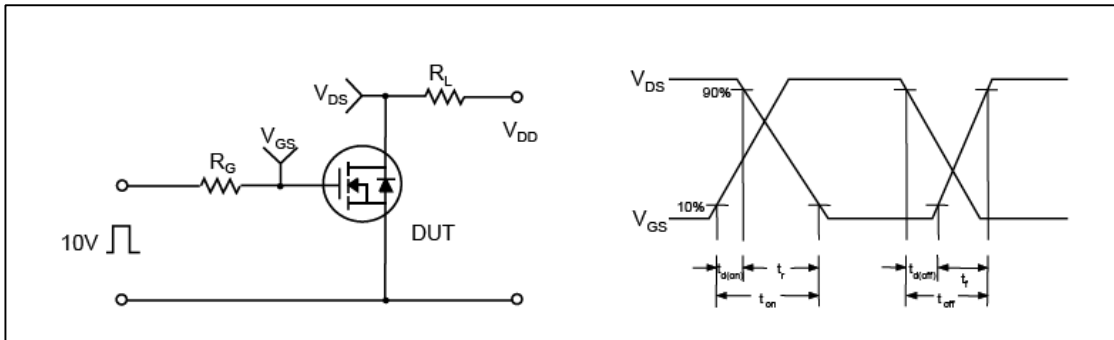 R_L
V_DS
V_DD
V_GS
R_G
DUT
10V
V_DS
90%
10%
V_GS
t_d(on)
t_r
t_d(off)
t_f
t_on
t_off